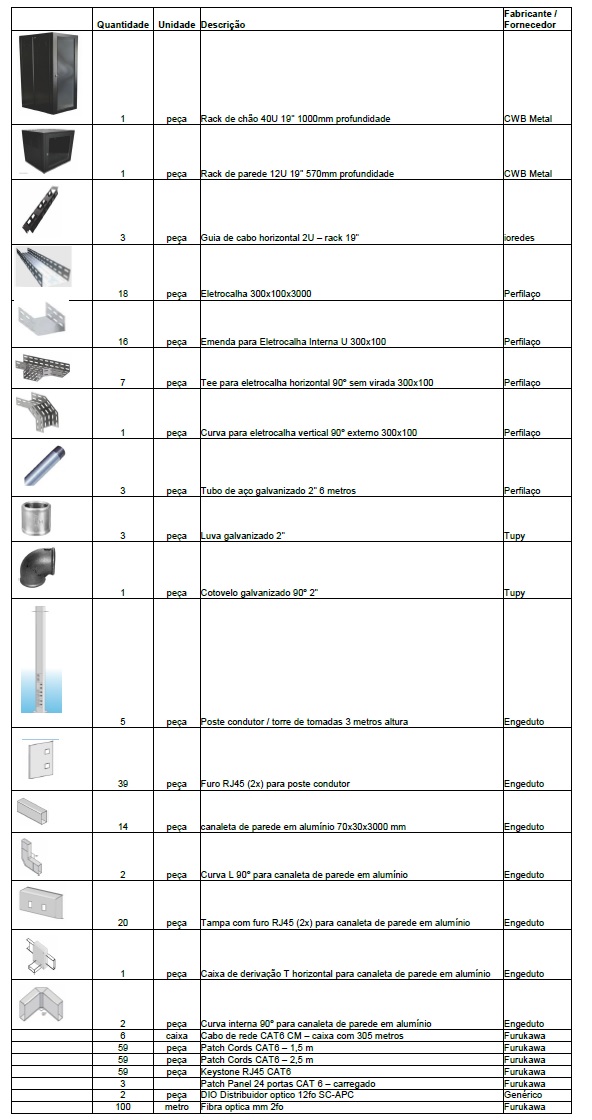 Quantidade Unidade Descrição Fabricante / Fornecedor
1 peça Rack de chão 40U 19” 1000mm profundidade CWB Metal
1 peça Rack de parede 12U 19” 570mm profundidade CWB Metal
3 peça Guia de cabo horizontal 2U – rack 19” ioredes
18 peça Eletrocalha 300x100x3000 Perfilaço
16 peça Emenda para Eletrocalha Interna U 300x100 Perfilaço
7 peça Tee para eletrocalha horizontal 90º sem virada 300x100 Perfilaço
1 peça Curva para eletrocalha vertical 90º externo 300x100 Perfilaço
3 peça Tubo de aço galvanizado 2” 6 metros Perfilaço
3 peça Luva galvanizado 2” Tupy
1 peça Cotovelo galvanizado 90º 2” Tupy
5 peça Poste condutor / torre de tomadas 3 metros altura Engeduto
39 peça Furo RJ45 (2x) para poste condutor Engeduto
14 peça canaleta de parede em alumínio 70x30x3000 mm Engeduto
2 peça Curva L 90º para canaleta de parede em alumínio Engeduto
20 peça Tampa com furo RJ45 (2x) para canaleta de parede em alumínio Engeduto
1 peça Caixa de derivação T horizontal para canaleta de parede em alumínio Engeduto
2 peça Curva interna 90º para canaleta de parede em alumínio Engeduto
6 caixa Cabo de rede CAT6 CM – caixa com 305 metros Furukawa
59 peça Patch Cords CAT6 – 1,5 m Furukawa
59 peça Patch Cords CAT6 – 2,5 m Furukawa
59 peça Keystone RJ45 CAT6 Furukawa
3 Patch Panel 24 portas CAT 6 – carregado Furukawa
2 peça DIO Distribuidor optico 12fo SC-APC Genérico
100 metro Fibra optica mm 2fo Furukawa